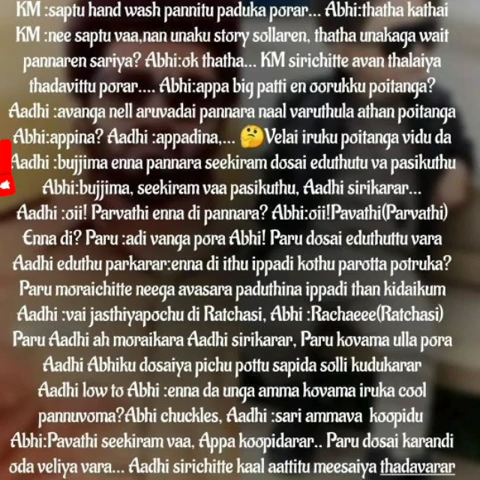 KM :saptu hand wash pannitu paduka porar... Abhi:thatha kathai
KM :nee saptu vaa,nan unaku story sollaren, thatha unakaga wait
pannaren sariya? Abhi:ok thatha... KM sirichitte avan thalaiya
thadavittu porar.... Abhi:appa big patti en oorukku poitanga?
Aadhi :avanga nell aruvadai pannara naal varuthula athan poitanga
Abhi:appina? Aadhi :appadina,... 🤔Velai iruku poitanga vidu da
Aadhi :bujjima enna pannara seekiram dosai eduthutu va pasikuthu
Abhi:bujjima, seekiram vaa pasikuthu, Aadhi sirikarar...
Aadhi :oii! Parvathi enna di pannara? Abhi:oii!Pavathi(Parvathi)
Enna di? Paru :adi vanga pora Abhi! Paru dosai eduthuttu vara
Aadhi eduthu parkarar:enna di ithu ippadi kothu parotta potruka?
Paru moraichitte neega avasara paduthina ippadi than kidaikum
Aadhi :vai jasthiyapochu di Ratchasi, Abhi :Rachaeee(Ratchasi)
Paru Aadhi ah moraikara Aadhi sirikarar, Paru kovama ulla pora
Aadhi Abhiku dosaiya pichu pottu sapida solli kudukarar
Aadhi low to Abhi :enna da unga amma kovama iruka cool
pannuvoma?Abhi chuckles, Aadhi :sari ammava koopidu
Abhi:Pavathi seekiram vaa, Appa koopidarar.. Paru dosai karandi
oda veliya vara... Aadhi sirichitte kaal aattitu meesaiya thadavarar